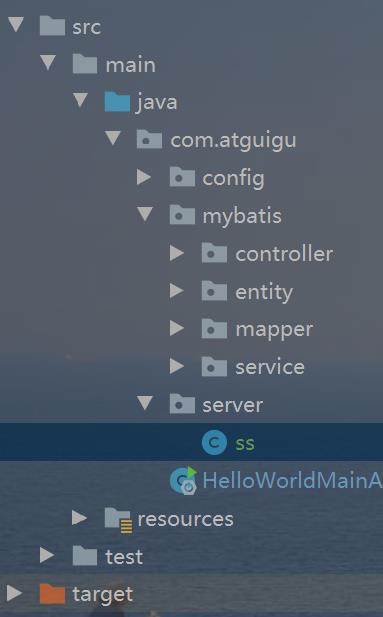 src
main
java
com.atguigu
config
mybatis
controller
entity
mapper
service
server
ss
HelloWorldMainA
resources
test
target